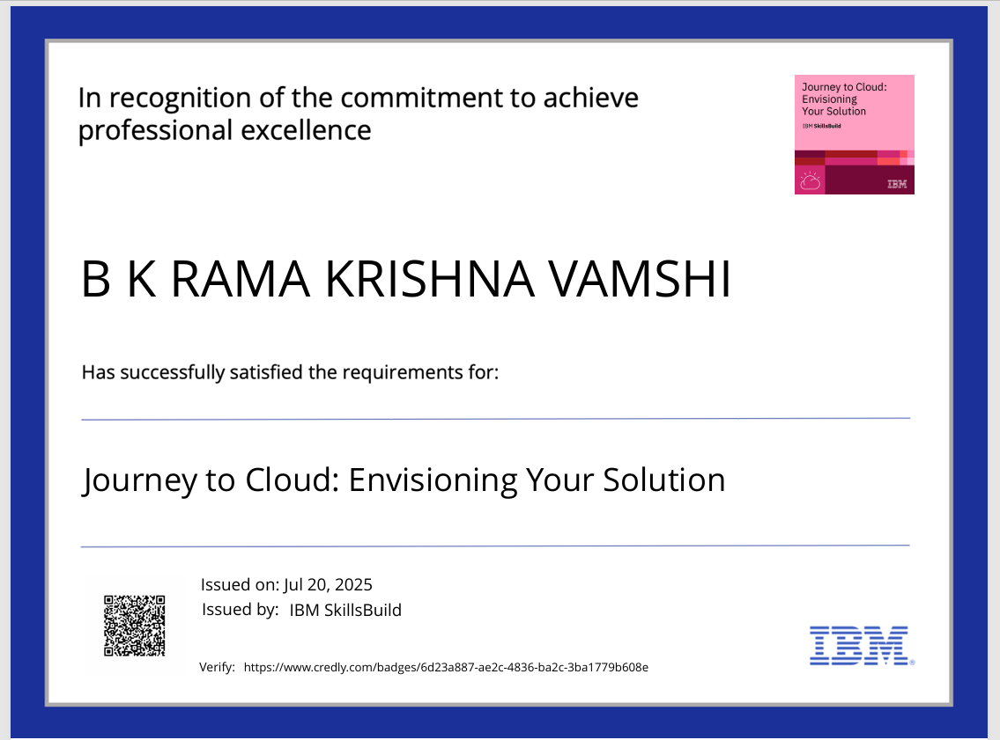 In recognition of the commitment to achieve
professional excellence
Journey to Cloud:
Envisioning
Your Solution
IBM SkillsBuild
IBM
B K RAMA KRISHNA VAMSHI
Has successfully satisfied the requirements for:
Journey to Cloud: Envisioning Your Solution
Issued on: Jul 20, 2025
Issued by: IBM SkillsBuild
Verify: https://www.credly.com/badges/6d23a887-ae2c-4836-ba2c-3ba1779b608e
IBM®